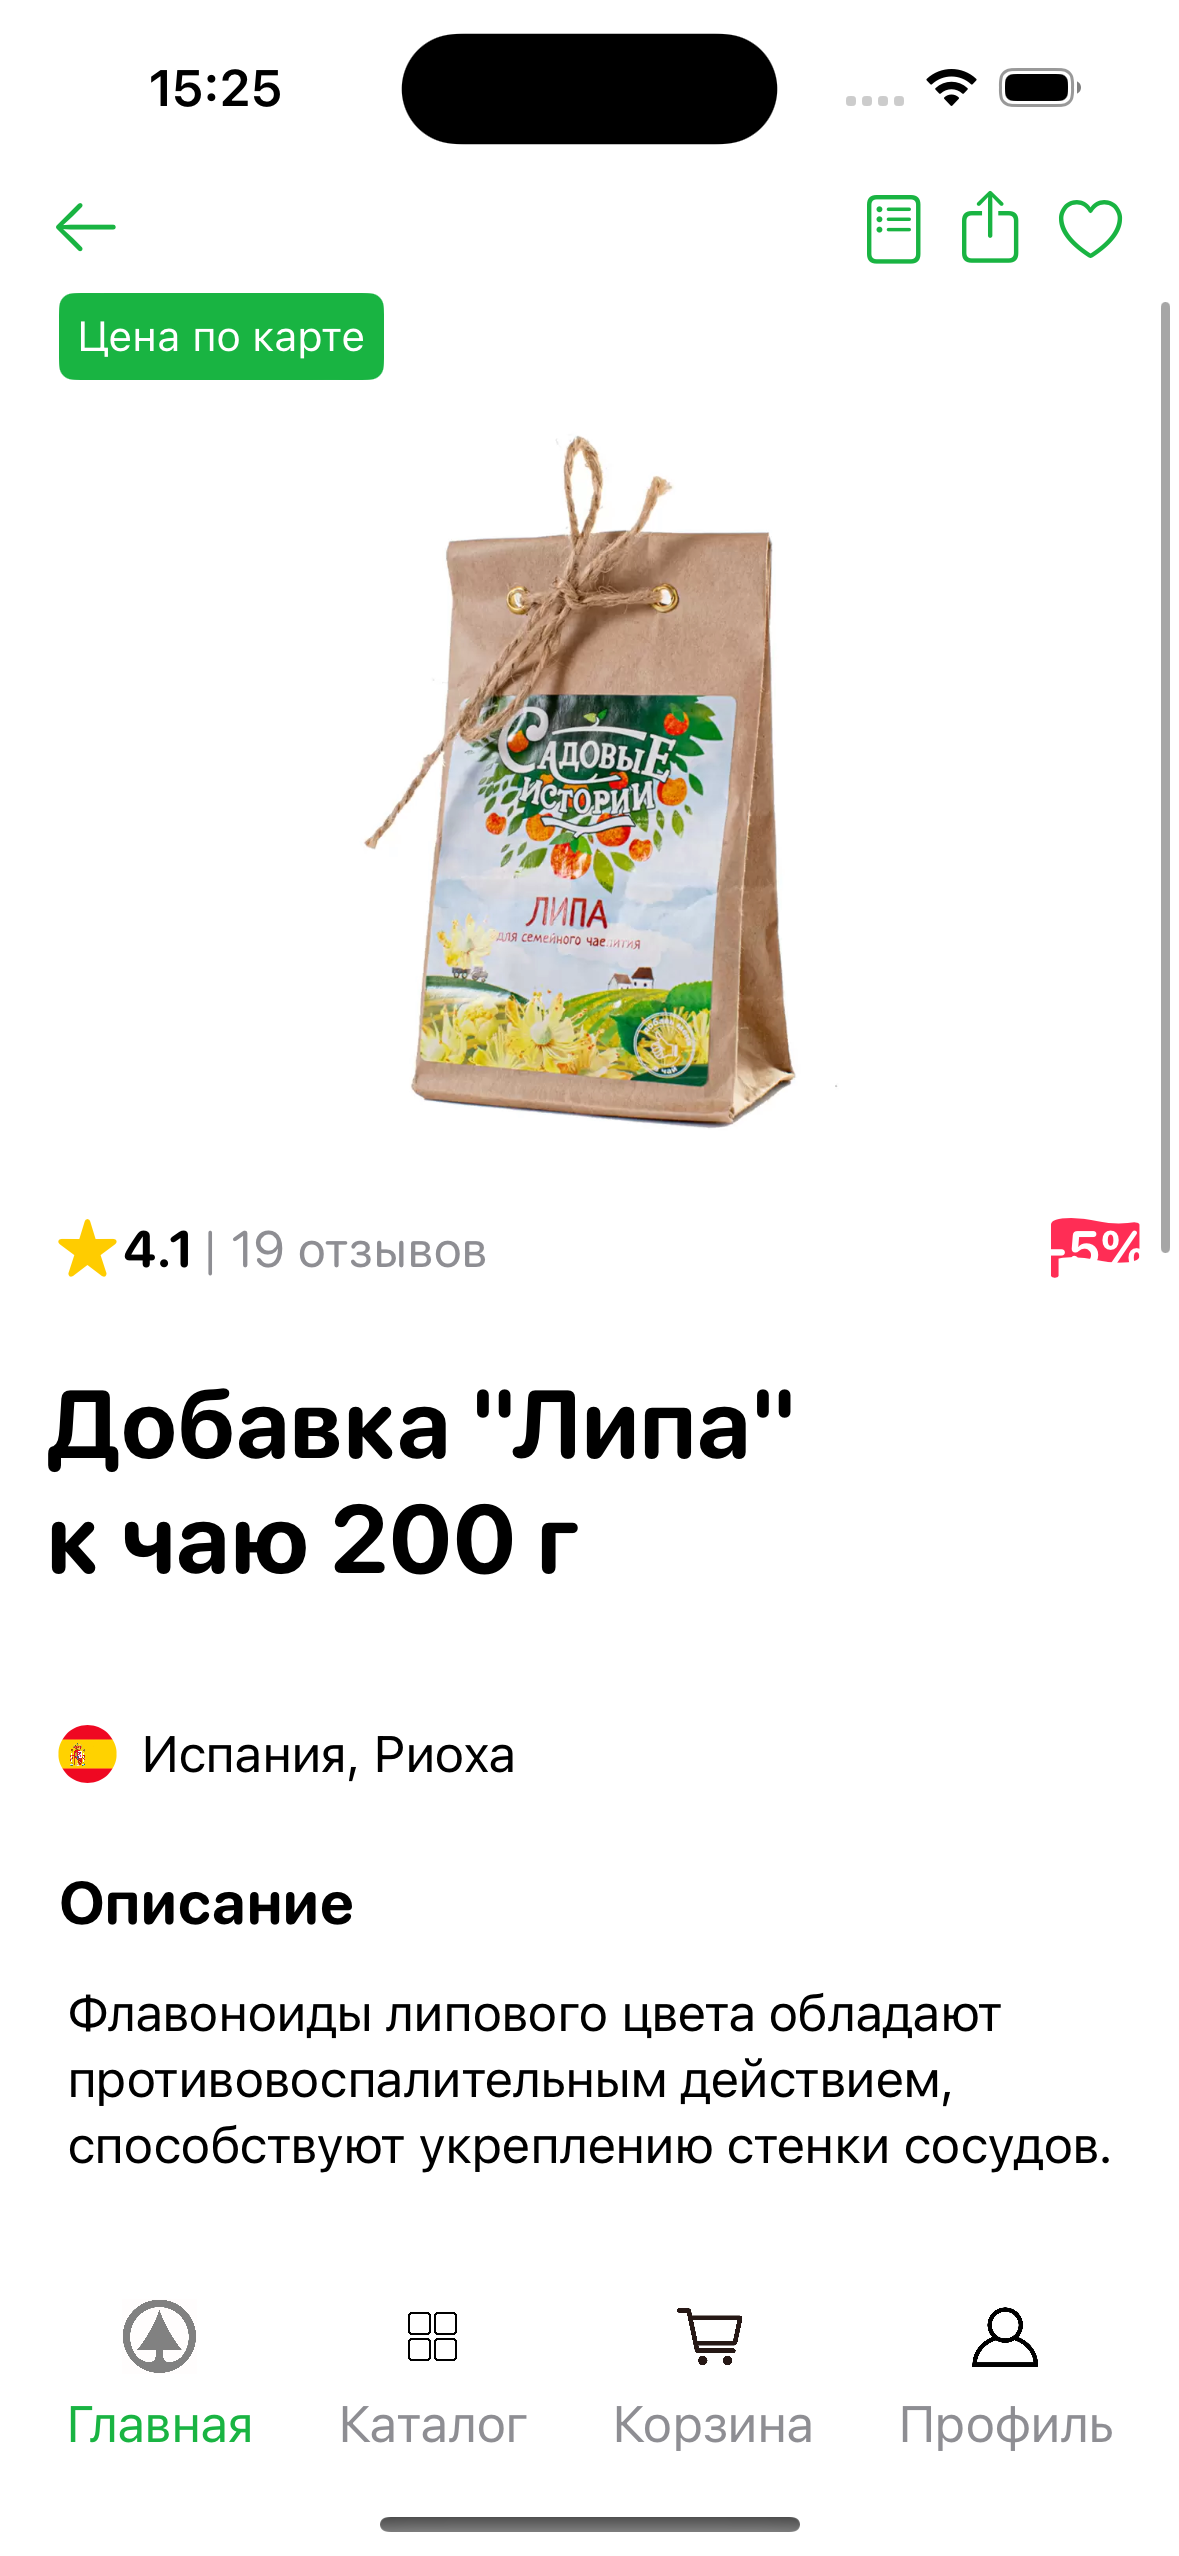 15:25
Цена по карте
САДОВЫЕ
ИСТОРИИ
ЛИПА
для семейного чаепития
4.1 | 19 отзывов
-5%
Добавка "Липа"
к чаю 200 г
Испания, Риоха
Описание
Флавоноиды липового цвета обладают
противовоспалительным действием,
способствуют укреплению стенки сосудов.
Главная
Каталог
Корзина
Профиль